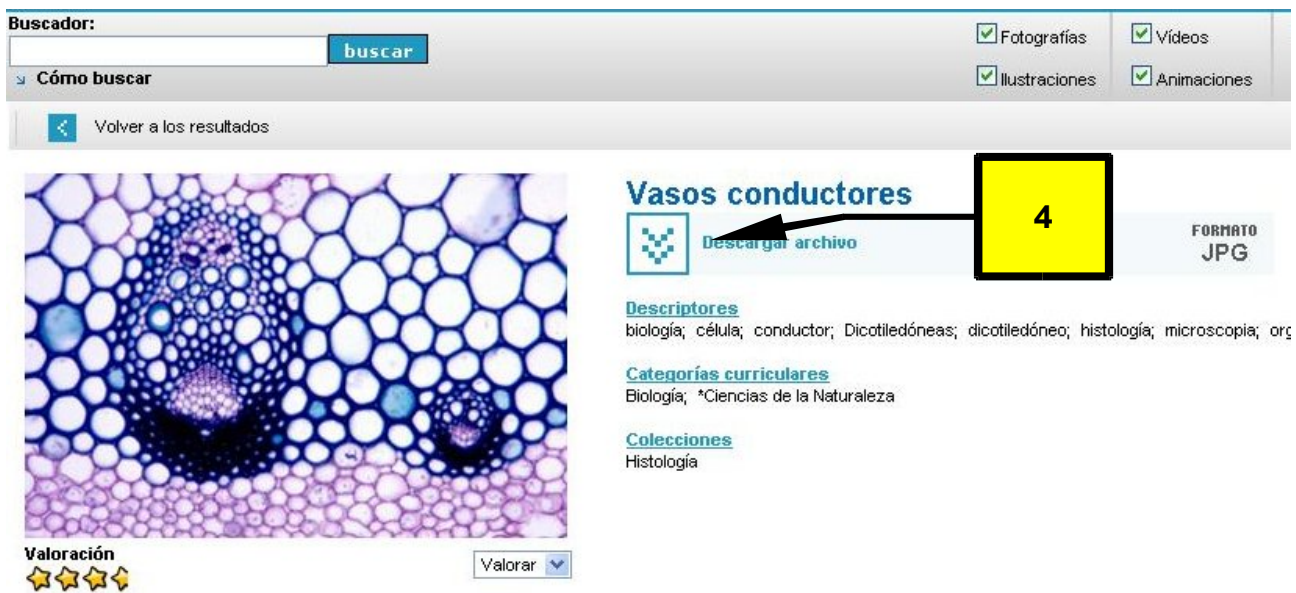 Buscador:
buscar
Cómo buscar
Fotografías
Vídeos
Ilustraciones
Animaciones
Volver a los resultados
Vasos conductores
Descargar archivo
4
FORMATO
JPG
Descriptores
biología; célula; conductor; Dicotiledóneas; dicotiledóneo; histología; microscopia; org
Categorías curriculares
Biología; *Ciencias de la Naturaleza
Colecciones
Histología
Valoración
Valorar